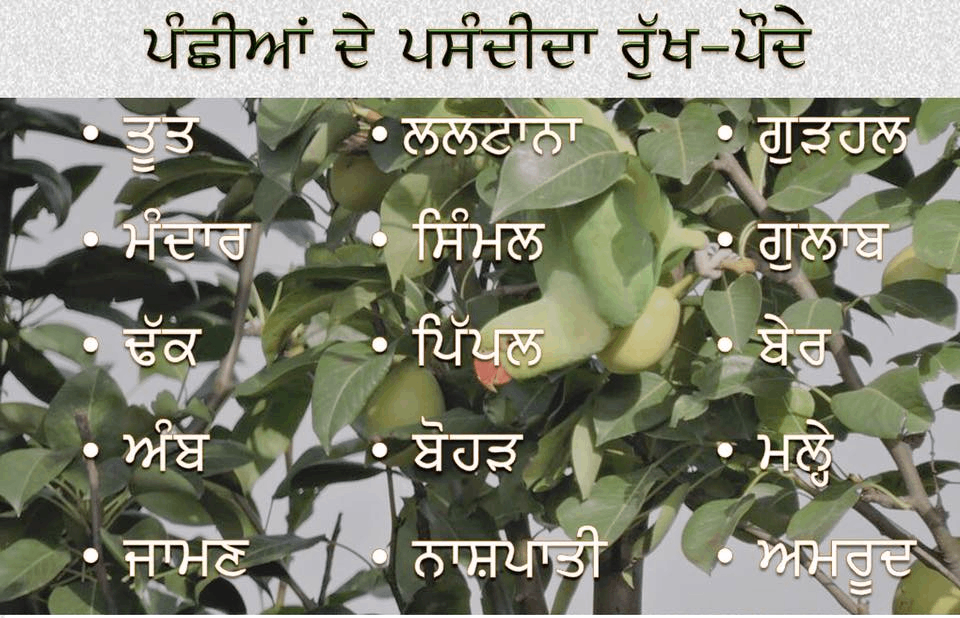 ਪੰਛੀਆਂ ਦੇ ਪਸੰਦੀਦਾ ਰੁੱਖ-ਪੌਦੇ
• ਤੂਤ
• ਮੰਦਾਰ
• ਢੱਕ
• ਅੰਬ
• ਜਾਮਣ
• ਲਲਟਾਨਾ
• ਸਿੰਮਲ
• ਪਿੱਪਲ
• ਬੋਹੜ
• ਨਾਸ਼ਪਾਤੀ
• ਗੁੜਹਲ
• ਗੁਲਾਬ
• ਬੇਰ
• ਮਲ੍ਹੇ
• ਅਮਰੂਦ